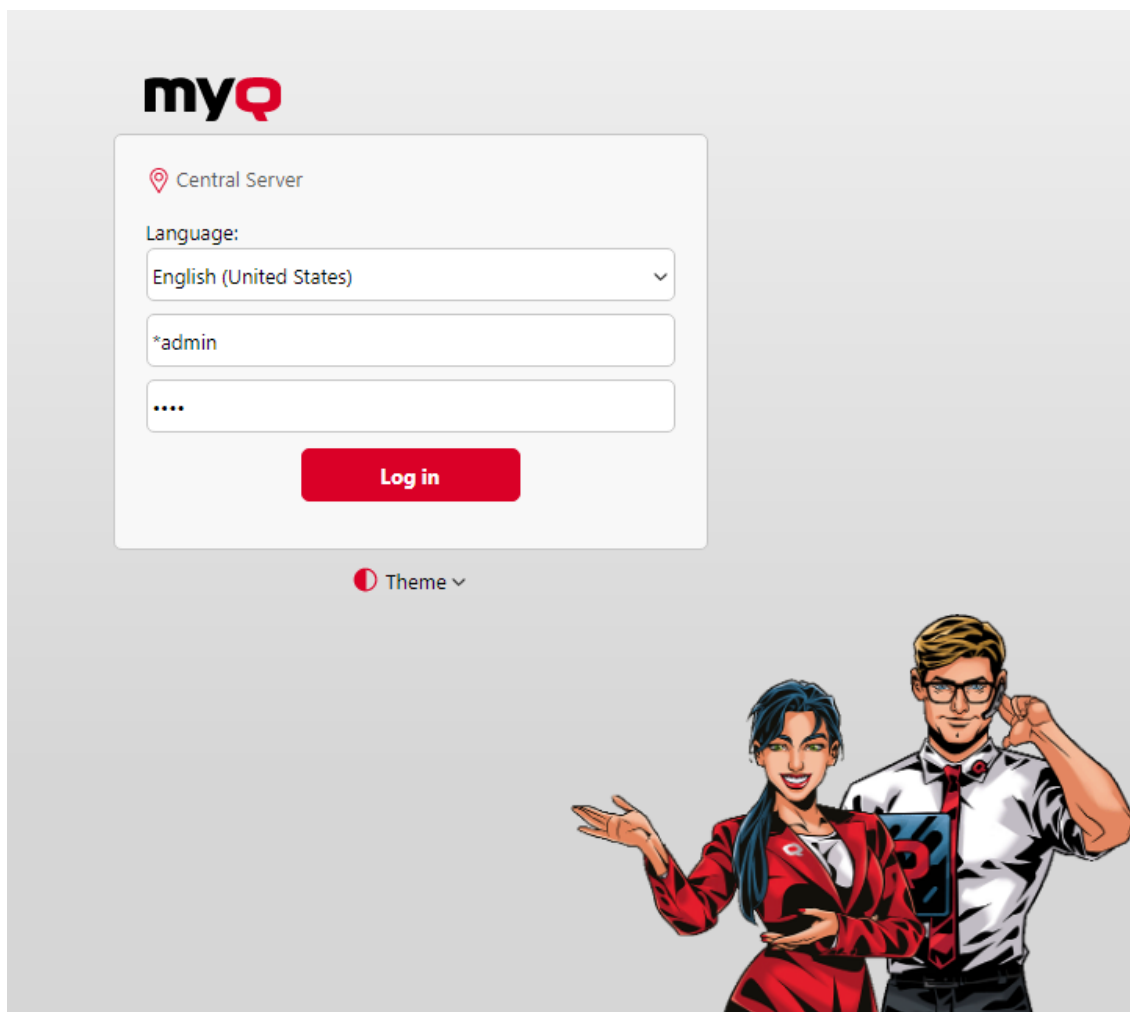 myQ
Central Server
Language:
English (United States)
*admin
••••
Log in
Theme